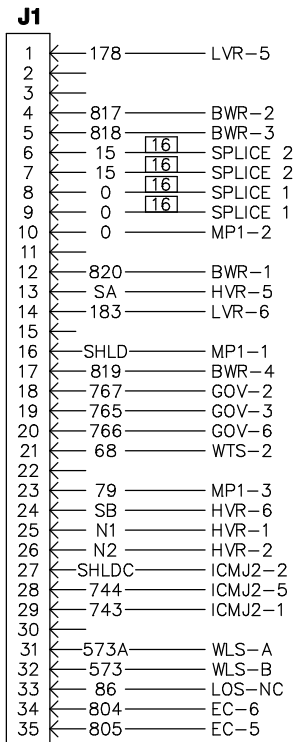 J1
1 178 LVR-5
2
3
4 817 BWR-2
5 818 BWR-3
6 15 16 SPLICE 2
7 15 16 SPLICE 2
8 0 16 SPLICE 1
9 0 16 SPLICE 1
10 0 MP1-2
11
12 820 BWR-1
13 SA HVR-5
14 183 LVR-6
15
16 SHLD MP1-1
17 819 BWR-4
18 767 GOV-2
19 765 GOV-3
20 766 GOV-6
21 68 WTS-2
22
23 79 MP1-3
24 SB HVR-6
25 N1 HVR-1
26 N2 HVR-2
27 SHLDC ICMJ2-2
28 744 ICMJ2-5
29 743 ICMJ2-1
30
31 573A WLS-A
32 573 WLS-B
33 86 LOS-NC
34 804 EC-6
35 805 EC-5